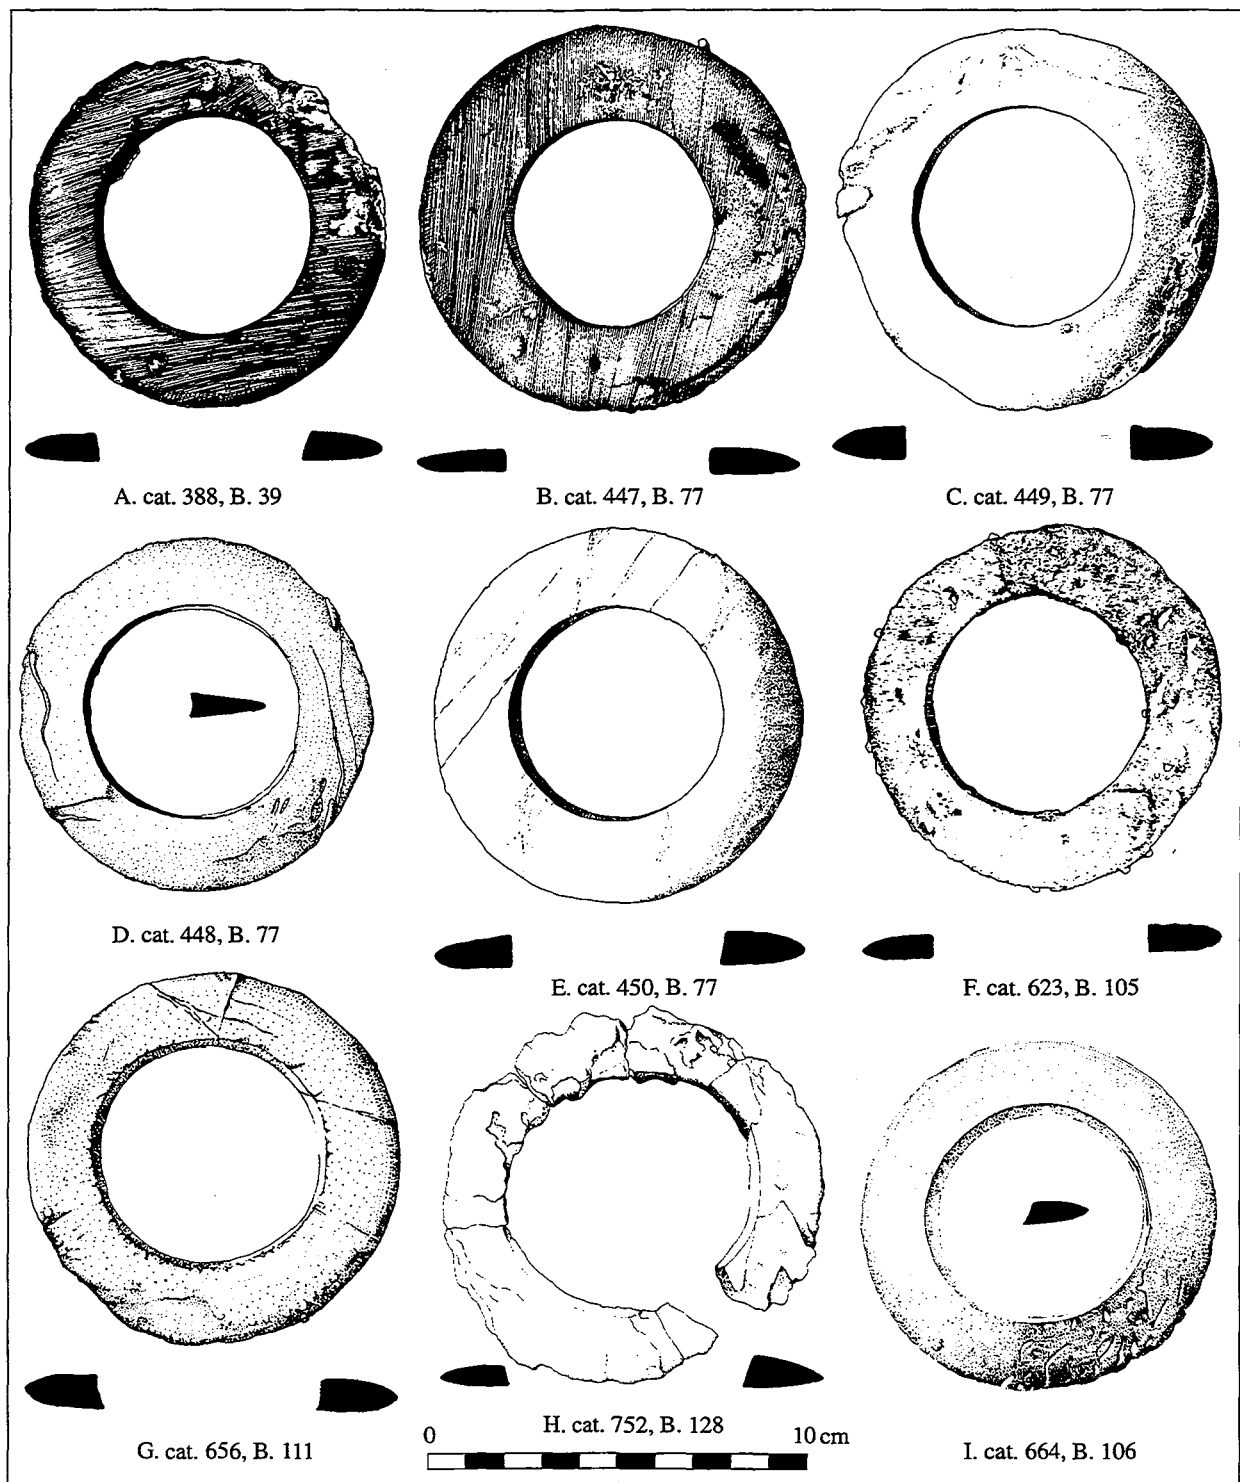 A. cat. 388, B. 39
B. cat. 447, B. 77
C. cat. 449, B. 77
D. cat. 448, B. 77
E. cat. 450, B. 77
F. cat. 623, B. 105
G. cat. 656, B. 111
H. cat. 752, B. 128
I. cat. 664, B. 106
0 10 cm